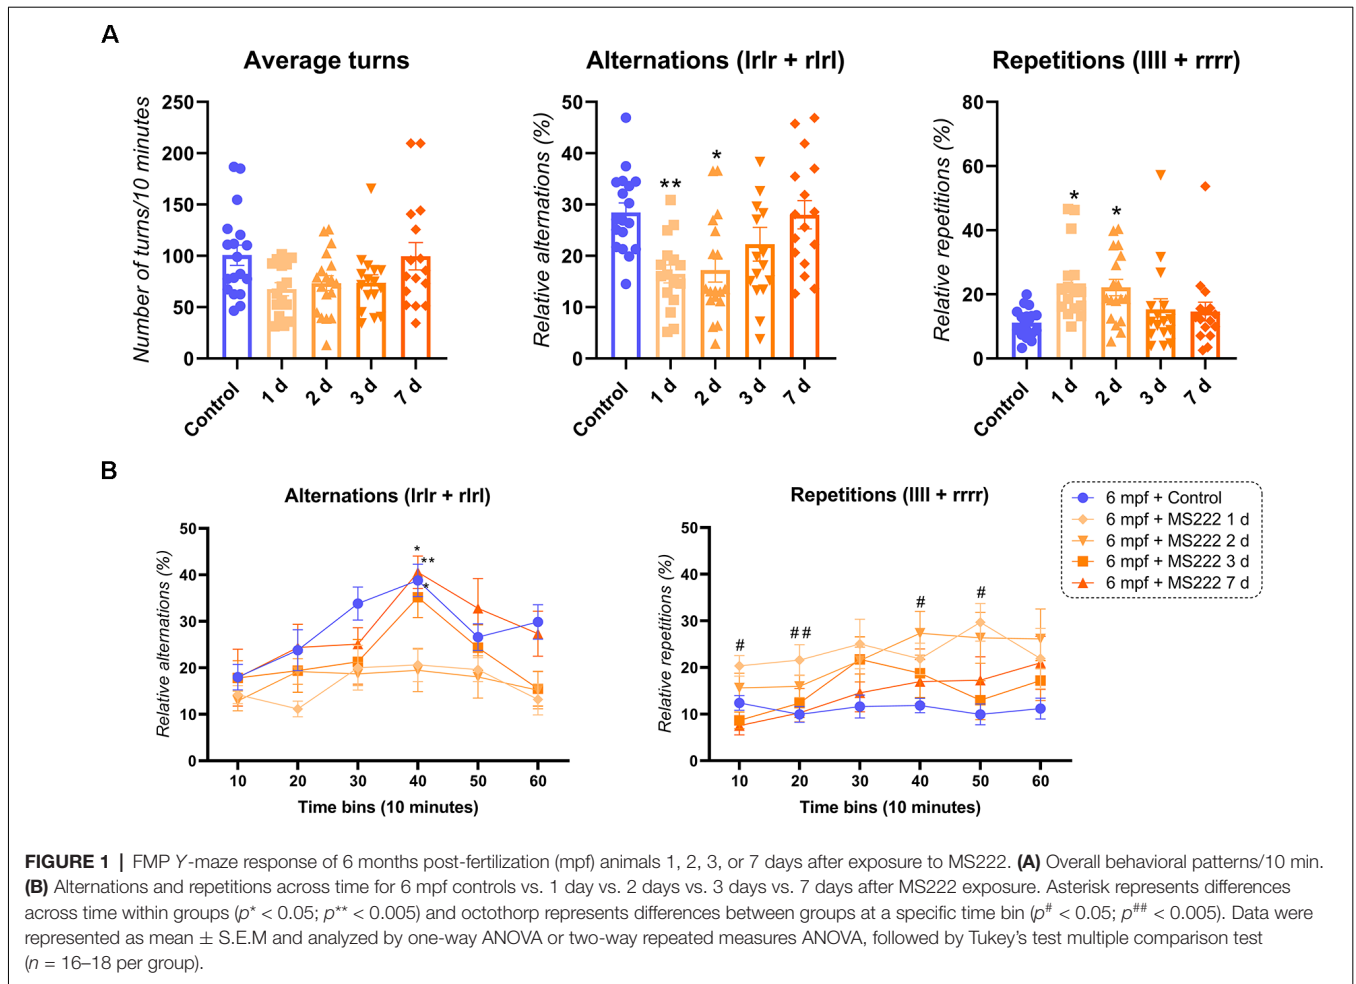 A
Average turns
Number of turns/10 minutes
250
200
150
100
50
0
Control
1 d
2 d
3 d
7 d
Alternations (lrlr + rlrl)
Relative alternations (%)
50
40
30
20
10
0
**
*
Control
1 d
2 d
3 d
7 d
Repetitions (llll + rrrr)
Relative repetitions (%)
80
60
40
20
0
*
*
Control
1 d
2 d
3 d
7 d
B
Alternations (lrlr + rlrl)
Relative alternations (%)
50
40
30
20
10
0
*
**
*
10 20 30 40 50 60
Time bins (10 minutes)
Repetitions (llll + rrrr)
Relative repetitions (%)
50
40
30
20
10
0
#
##
#
#
10 20 30 40 50 60
Time bins (10 minutes)
6 mpf + Control
6 mpf + MS222 1 d
6 mpf + MS222 2 d
6 mpf + MS222 3 d
6 mpf + MS222 7 d
FIGURE 1 | FMP Y-maze response of 6 months post-fertilization (mpf) animals 1, 2, 3, or 7 days after exposure to MS222. (A) Overall behavioral patterns/10 min.
(B) Alternations and repetitions across time for 6 mpf controls vs. 1 day vs. 2 days vs. 3 days vs. 7 days after MS222 exposure. Asterisk represents differences
across time within groups (p* < 0.05; p** < 0.005) and octothorp represents differences between groups at a specific time bin (p# < 0.05; p## < 0.005). Data were
represented as mean ± S.E.M and analyzed by one-way ANOVA or two-way repeated measures ANOVA, followed by Tukey's test multiple comparison test
(n = 16–18 per group).